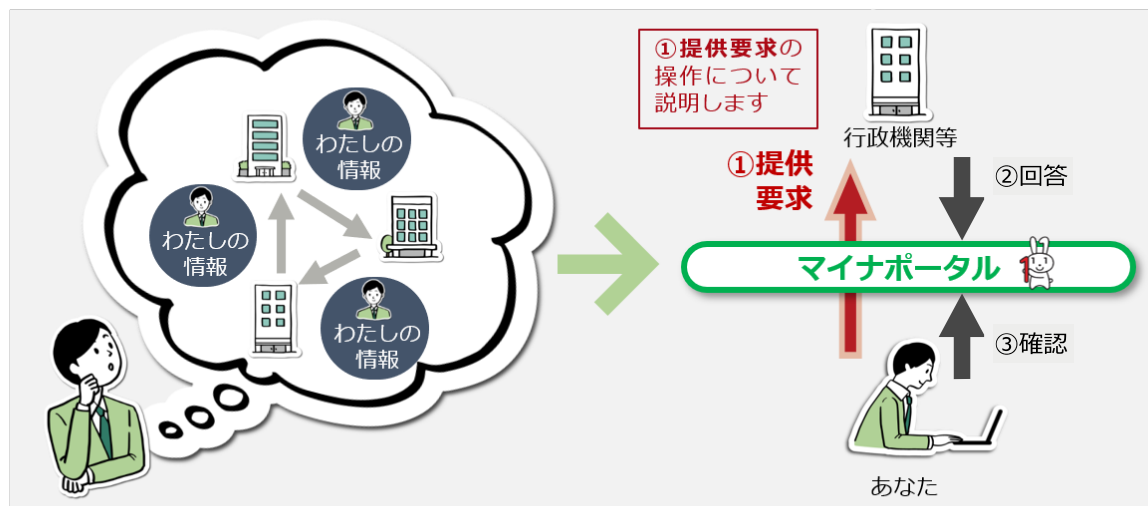 わたしの
情報
わたしの
情報
わたしの
情報
①提供要求の
操作について
説明します
行政機関等
①提供
要求
②回答
マイナポータル
③確認
あなた